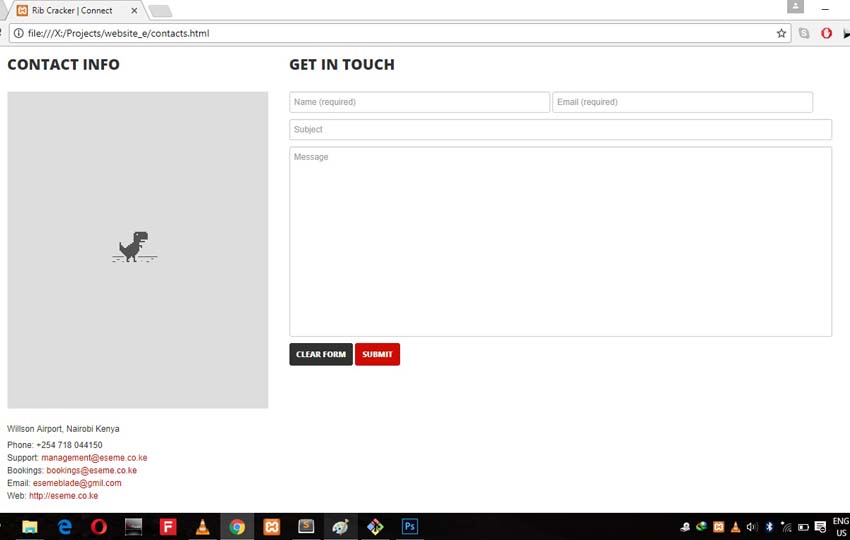 Rib Cracker | Connect
file:///X:/Projects/website_e/contacts.html
CONTACT INFO
GET IN TOUCH
Name (required)
Email (required)
Subject
Message
CLEAR FORM
SUBMIT
Willson Airport, Nairobi Kenya
Phone: +254 718 044150
Support: management@eseme.co.ke
Bookings: bookings@eseme.co.ke
Email: esemeblade@gmil.com
Web: http://eseme.co.ke
F
S
Ps
ENG
US